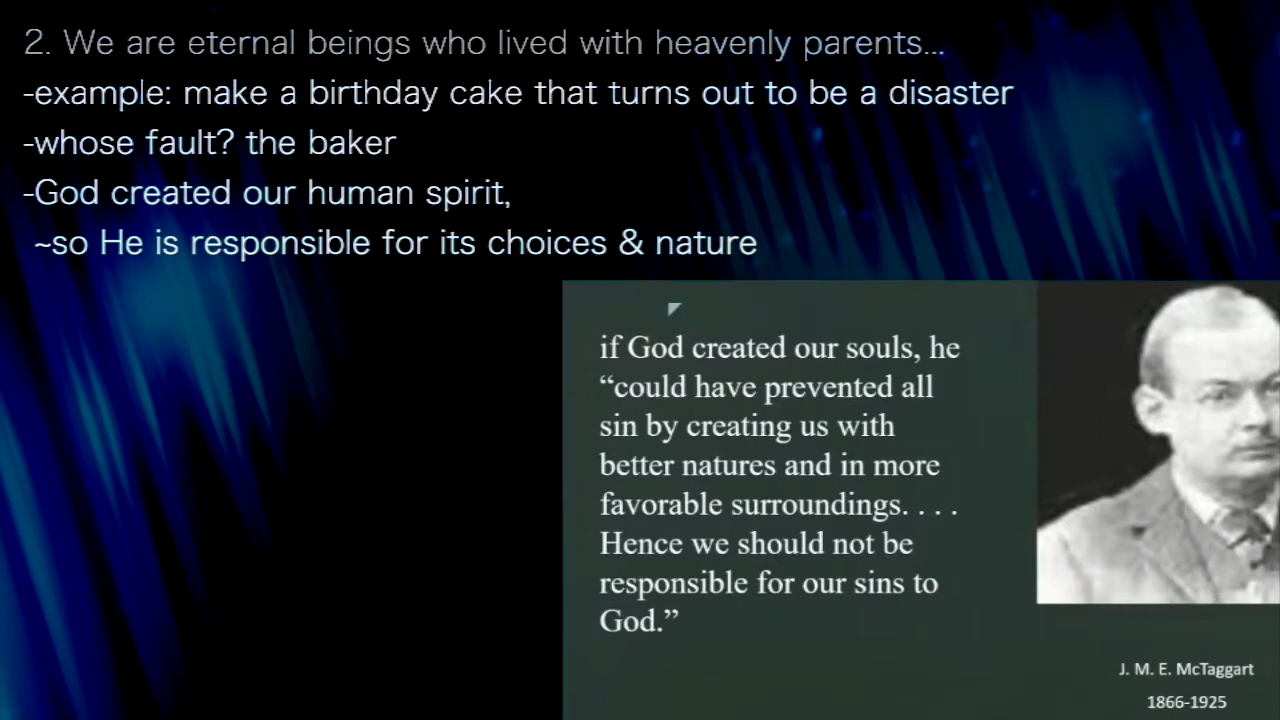 2. We are eternal beings who lived with heavenly parents...
-example: make a birthday cake that turns out to be a disaster
-whose fault? the baker
-God created our human spirit,
~so He is responsible for its choices & nature
if God created our souls, he
“could have prevented all
sin by creating us with
better natures and in more
favorable surroundings. . . .
Hence we should not be
responsible for our sins to
God.”
J. M. E. McTaggart
1866-1925